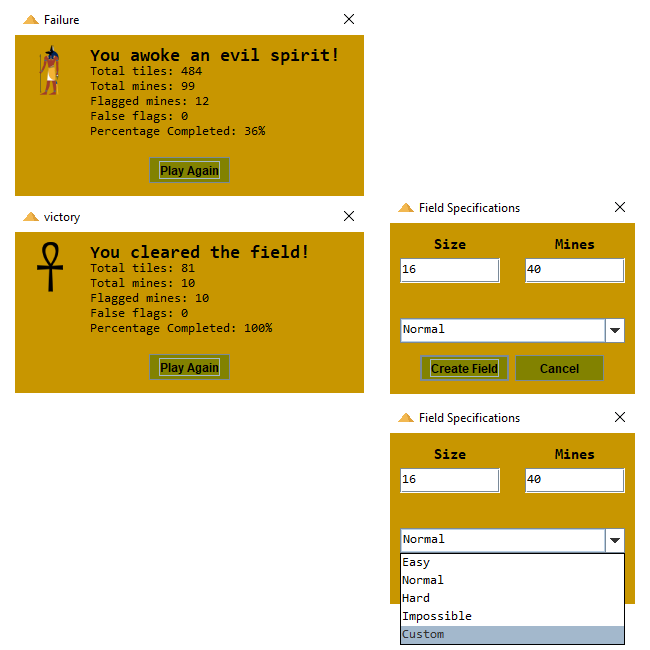 Failure
You awoke an evil spirit!
Total tiles: 484
Total mines: 99
Flagged mines: 12
False flags: 0
Percentage Completed: 36%
Play Again
victory
You cleared the field!
Total tiles: 81
Total mines: 10
Flagged mines: 10
False flags: 0
Percentage Completed: 100%
Play Again
Field Specifications
Size Mines
16 40
Normal
Create Field Cancel
Field Specifications
Size Mines
16 40
Normal
Easy
Normal
Hard
Impossible
Custom